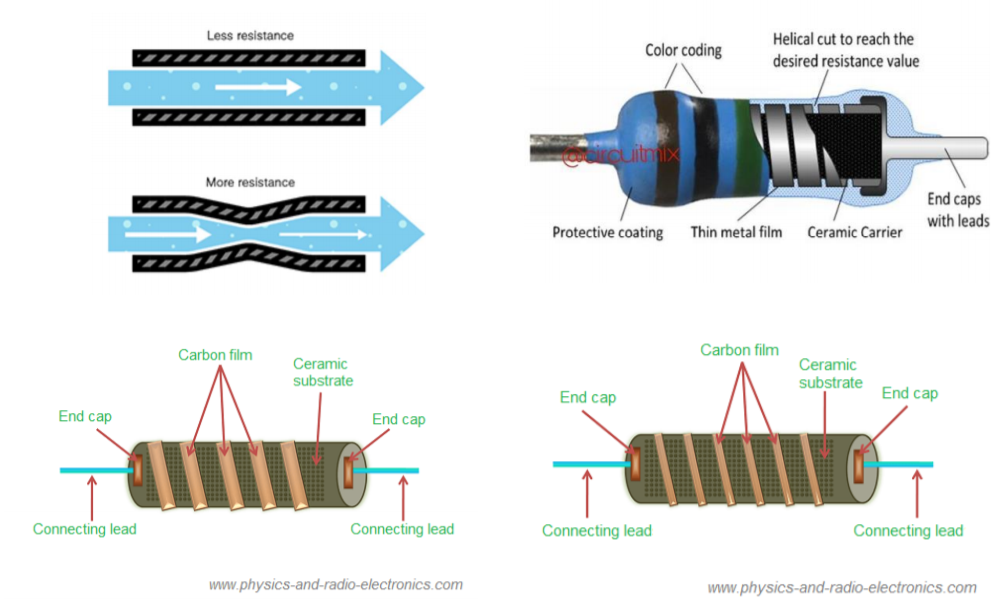 Less resistance
More resistance
Color coding
Helical cut to reach the
desired resistance value
@circuitmix
Protective coating
Thin metal film
Ceramic Carrier
End caps
with leads
Carbon film
Ceramic
substrate
End cap
End cap
Connecting lead
Connecting lead
www.physics-and-radio-electronics.com
Carbon film
Ceramic
substrate
End cap
End cap
Connecting lead
Connecting lead
www.physics-and-radio-electronics.com